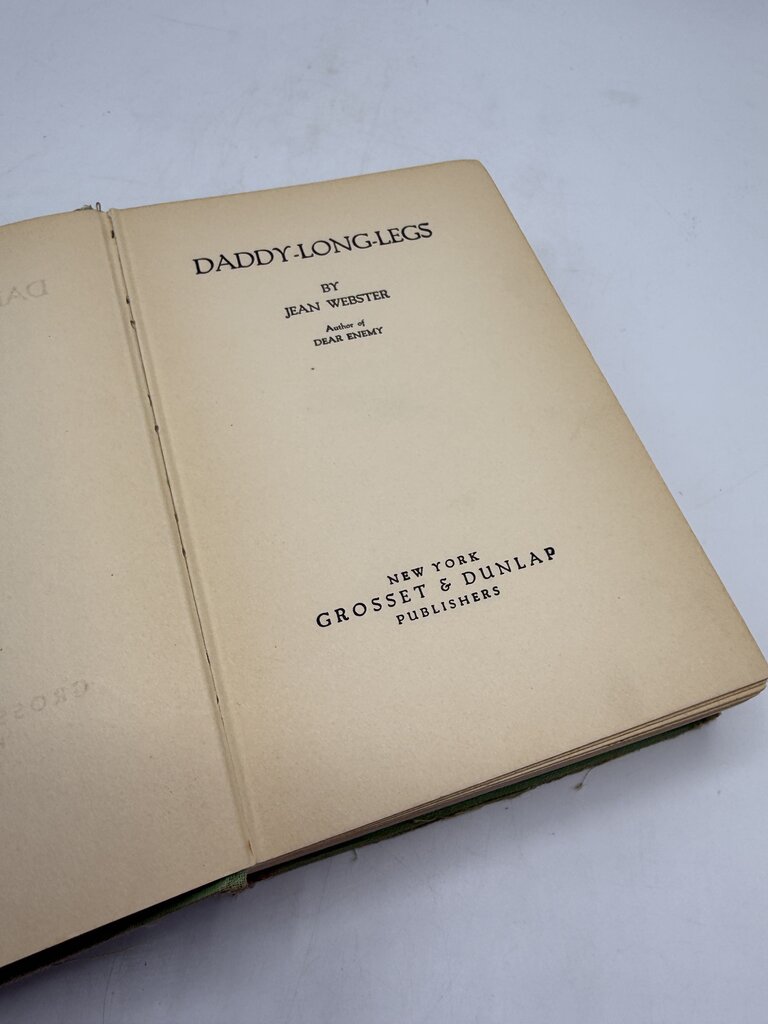 DADDY-LONG-LEGS
BY
JEAN WEBSTER
Author of
DEAR ENEMY
NEW YORK
GROSSET & DUNLAP
PUBLISHERS